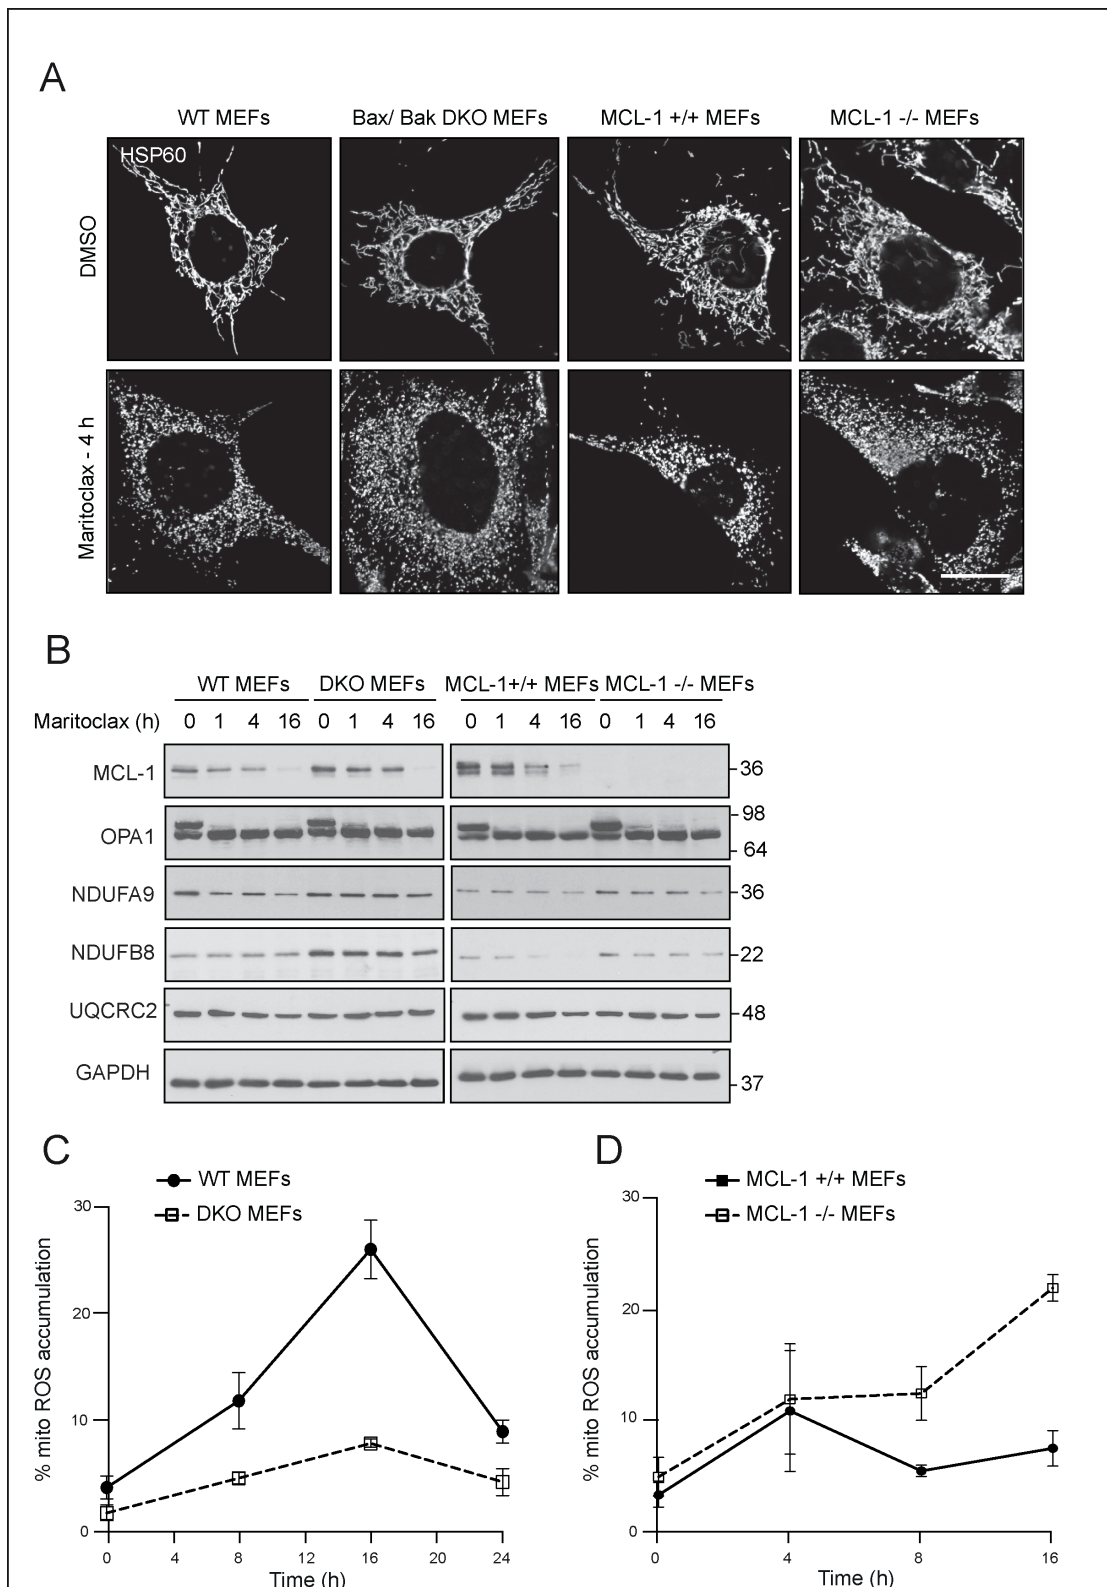 A
WT MEFs Bax/ Bak DKO MEFs MCL-1 +/+ MEFs MCL-1 -/- MEFs
HSP60
DMSO
Maritoclax - 4 h
B
WT MEFs DKO MEFs MCL-1+/+ MEFs MCL-1 -/- MEFs
Maritoclax (h) 0 1 4 16 0 1 4 16 0 1 4 16 0 1 4 16
MCL-1 36
OPA1 98
64
NDUFA9 36
NDUFB8 22
UQCRC2 48
GAPDH 37
C
WT MEFs
DKO MEFs
% mito ROS accumulation
30
20
10
0
0 4 8 12 16 20 24
Time (h)
D
MCL-1 +/+ MEFs
MCL-1 -/- MEFs
% mito ROS accumulation
30
20
10
0
0 4 8 16
Time (h)